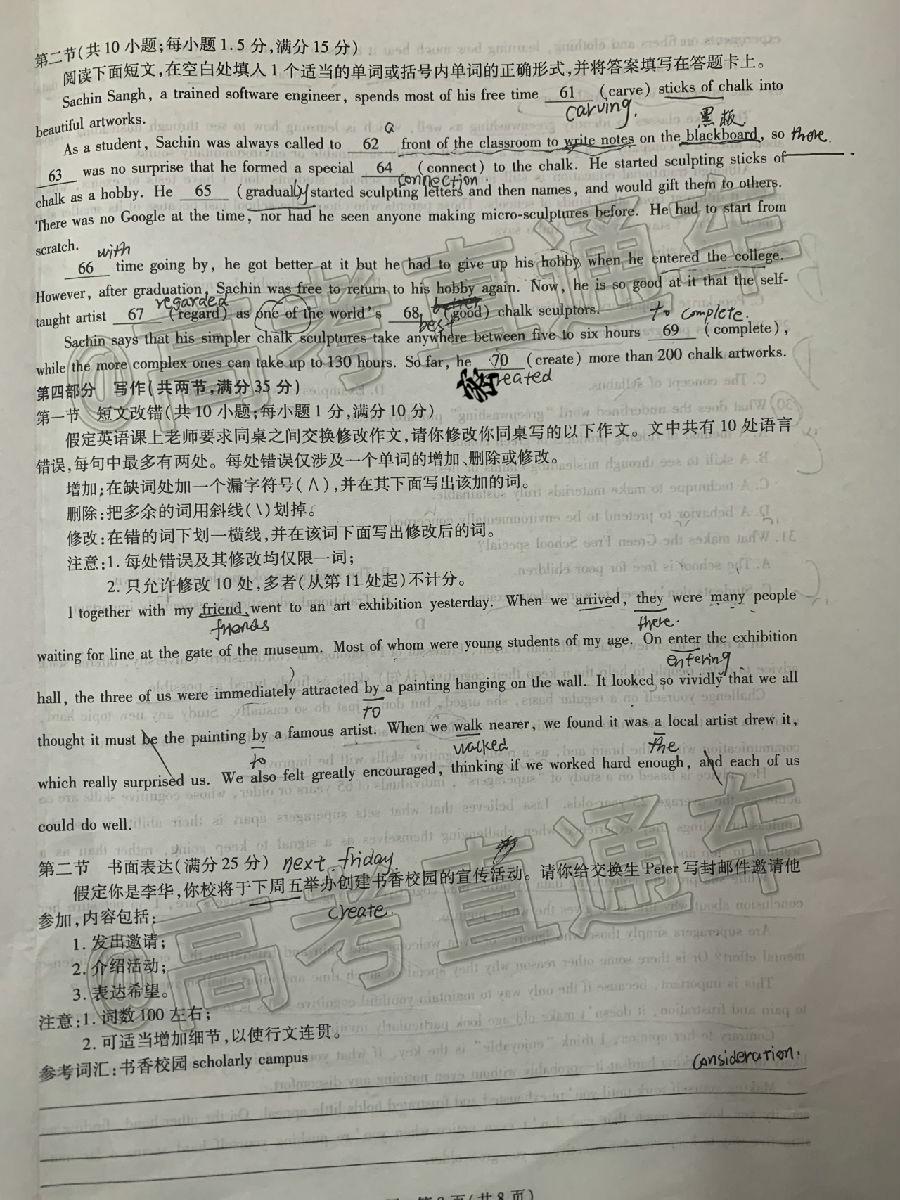 第二节(共10小题;每小题1.5分,满分15分)
阅读下面短文,在空白处填入1个适当的单词或括号内单词的正确形式,并将答案填写在答题卡上。
Sachin Sangh, a trained software engineer, spends most of his free time 61 (carve) sticks of chalk into
carving.
黑板
beautiful artworks.
a
As a student, Sachin was always called to 62 front of the classroom to write notes on the blackboard, so there
63 was no surprise that he formed a special 64 (connect) to the chalk. He started sculpting sticks of
connection
chalk as a hobby. He 65 (gradually started sculpting letters and then names, and would gift them to others.
There was no Google at the time, nor had he seen anyone making micro-sculptures before. He had to start from
scratch.
with
66 time going by, he got better at it but he had to give up his hobby when he entered the college.
However, after graduation, Sachin was free to return to his hobby again. Now, he is so good at it that the self-
regarded
better
taught artist 67 (regard) as one of the world's 68 (good) chalk sculptors.
best
to complete.
Sachin says that his simpler chalk sculptures take anywhere between five to six hours 69 (complete),
while the more complex ones can take up to 130 hours. So far, he 70 (create) more than 200 chalk artworks.
created
第四部分 写作(共两节,满分35分)
第一节 短文改错(共10小题;每小题1分,满分10分)
假定英语课上老师要求同桌之间交换修改作文,请你修改你同桌写的以下作文。文中共有10处语言
错误,每句中最多有两处。每处错误仅涉及一个单词的增加、删除或修改。
增加:在缺词处加一个漏字符号(∧),并在其下面写出该加的词。
删除:把多余的词用斜线(\)划掉。
修改:在错的词下划一横线,并在该词下面写出修改后的词。
注意:1. 每处错误及其修改均仅限一词;
2. 只允许修改10处,多者(从第11处起)不计分。
I together with my friend went to an art exhibition yesterday. When we arrived, they were many people
friends
there.
waiting for line at the gate of the museum. Most of whom were young students of my age. On enter the exhibition
entering
hall, the three of us were immediately attracted by a painting hanging on the wall. It looked so vividly that we all
to
thought it must be the painting by a famous artist. When we walk nearer, we found it was a local artist drew it,
to
walked
the
which really surprised us. We also felt greatly encouraged, thinking if we worked hard enough, and each of us
could do well.
第二节 书面表达(满分25分) next friday
假定你是李华,你校将于下周五举办创建书香校园的宣传活动。请你给交换生 Peter 写封邮件邀请他
create
参加,内容包括:
1. 发出邀请;
2. 介绍活动;
3. 表达希望。
注意:1. 词数100左右;
2. 可适当增加细节,以使行文连贯。
参考词汇:书香校园 scholarly campus
consideration.
@高考直通车
@高考直通车